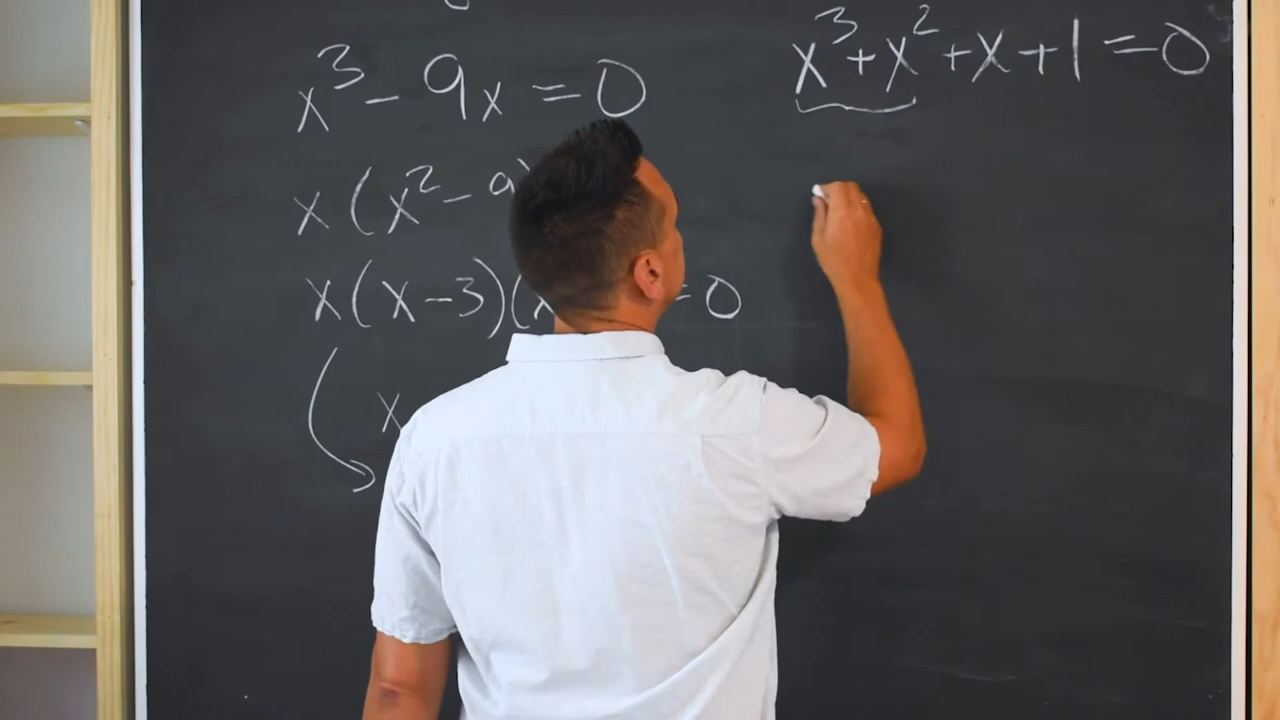 x³ - 9x = 0
x(x² - 9)
x(x-3)(x = 0
x
x³ + x² + x + 1 = 0